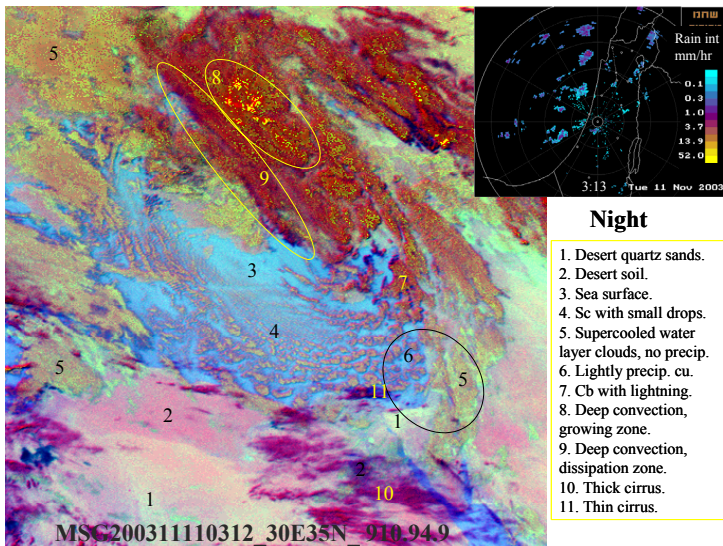 5
8
9
3
7
4
6
5
5
11
2
1
2
10
1
MSG200311110312_30E35N_910.94.9
Rain int
mm/hr
0.1
0.3
1.0
3.7
13.9
52.0
3:13 Tue 11 Nov 2003
Night
1. Desert quartz sands.
2. Desert soil.
3. Sea surface.
4. Sc with small drops.
5. Supercooled water
layer clouds, no precip.
6. Lightly precip. cu.
7. Cb with lightning.
8. Deep convection,
growing zone.
9. Deep convection,
dissipation zone.
10. Thick cirrus.
11. Thin cirrus.